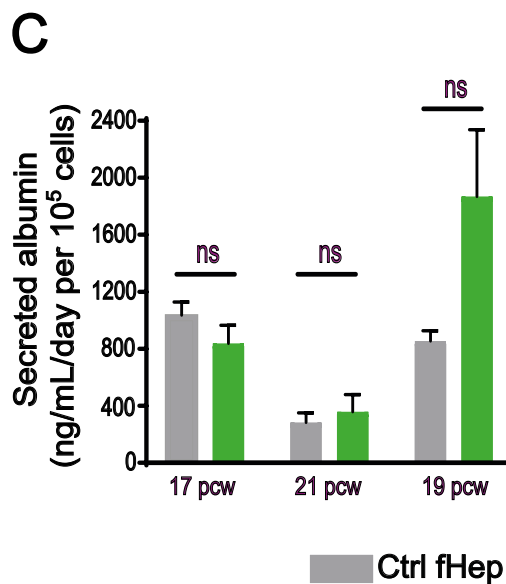 C
Secreted albumin
(ng/mL/day per 10⁵ cells)
2400
2000
1600
1200
800
400
0
ns
ns
ns
17 pcw
21 pcw
19 pcw
Ctrl fHep